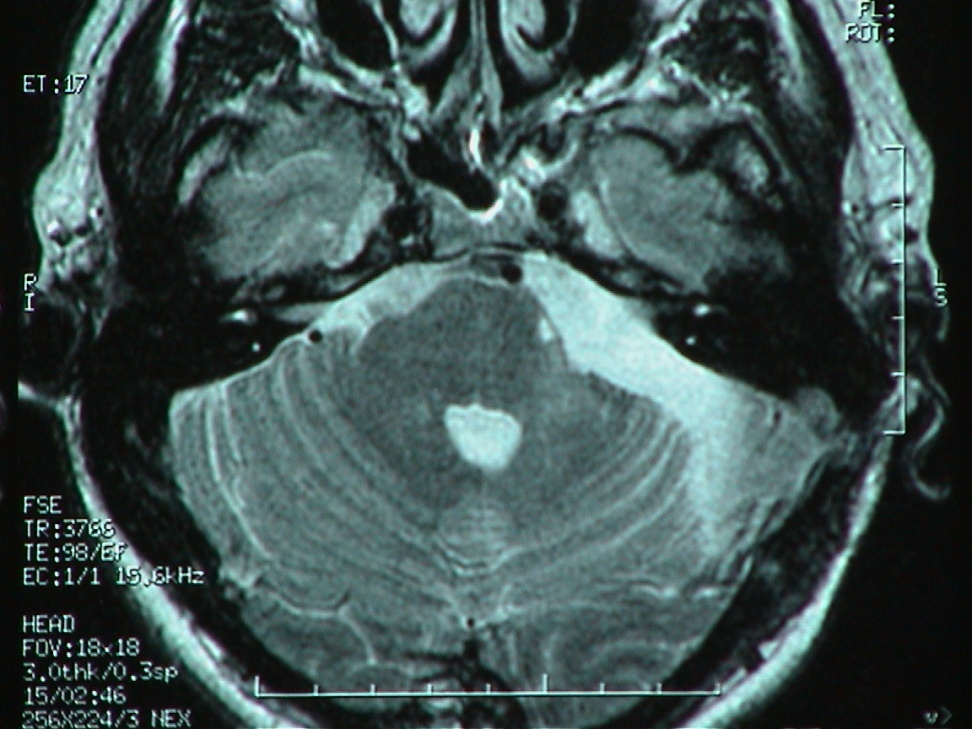 FL:
ROT:
ET:17
R
I
L
S
FSE
TR:3700
TE:98/Ef
EC:1/1 15.6kHz
HEAD
FOV:18x18
3.0thk/0.3sp
15/02:46
256X224/3 NEX